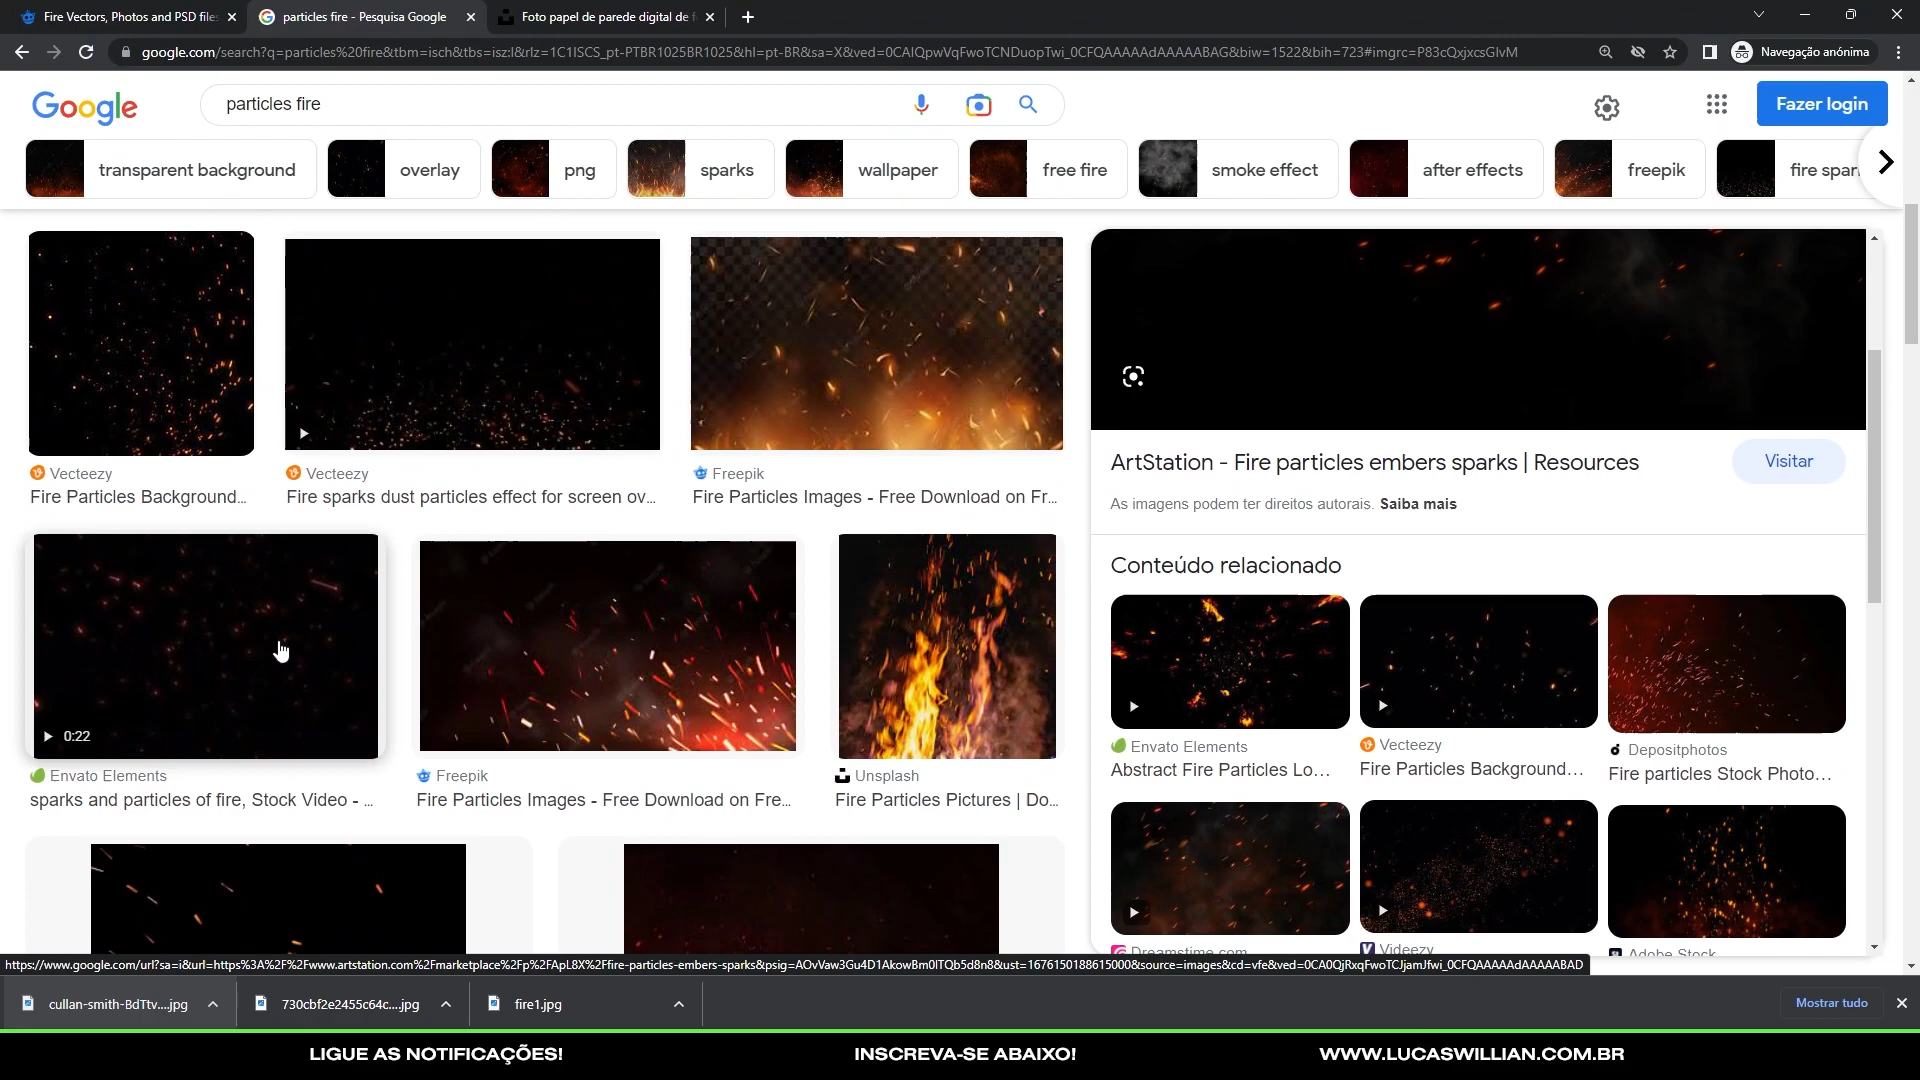 Fire Vectors, Photos and PSD files
particles fire - Pesquisa Google
Foto papel de parede digital de f
google.com/search?q=particles%20fire&tbm=isch&tbs=isz:l&rlz=1C1ISCS_pt-PTBR1025BR1025&hl=pt-BR&sa=X&ved=0CAIQpwVqFwoTCNDuopTwi_0CFQAAAAAdAAAAABAG&biw=1522&bih=723#imgrc=P83cQxjxcsGlvM
Navegação anónima
Google
particles fire
Fazer login
transparent background
overlay
png
sparks
wallpaper
free fire
smoke effect
after effects
freepik
fire spar
Vecteezy
Fire Particles Background...
Vecteezy
Fire sparks dust particles effect for screen ov...
Freepik
Fire Particles Images - Free Download on Fr...
0:22
Envato Elements
sparks and particles of fire, Stock Video - ...
Freepik
Fire Particles Images - Free Download on Fre...
Unsplash
Fire Particles Pictures | Do...
ArtStation - Fire particles embers sparks | Resources
Visitar
As imagens podem ter direitos autorais. Saiba mais
Conteúdo relacionado
Envato Elements
Abstract Fire Particles Lo...
Vecteezy
Fire Particles Background...
Depositphotos
Fire particles Stock Photo...
Dreamstime.com
Videezy
Adobe Stock
https://www.google.com/url?sa=i&url=https%3A%2F%2Fwww.artstation.com%2Fmarketplace%2Fp%2FApL8X%2Ffire-particles-embers-sparks&psig=AOvVaw3Gu4D1AkowBm0lTQb5d8n8&ust=1676150188615000&source=images&cd=vfe&ved=0CA0QjRxqFwoTCJjamJfwi_0CFQAAAAAdAAAAABAD
cullan-smith-BdTtv....jpg
730cbf2e2455c64c....jpg
fire1.jpg
Mostrar tudo
LIGUE AS NOTIFICAÇÕES!
INSCREVA-SE ABAIXO!
WWW.LUCASWILLIAN.COM.BR